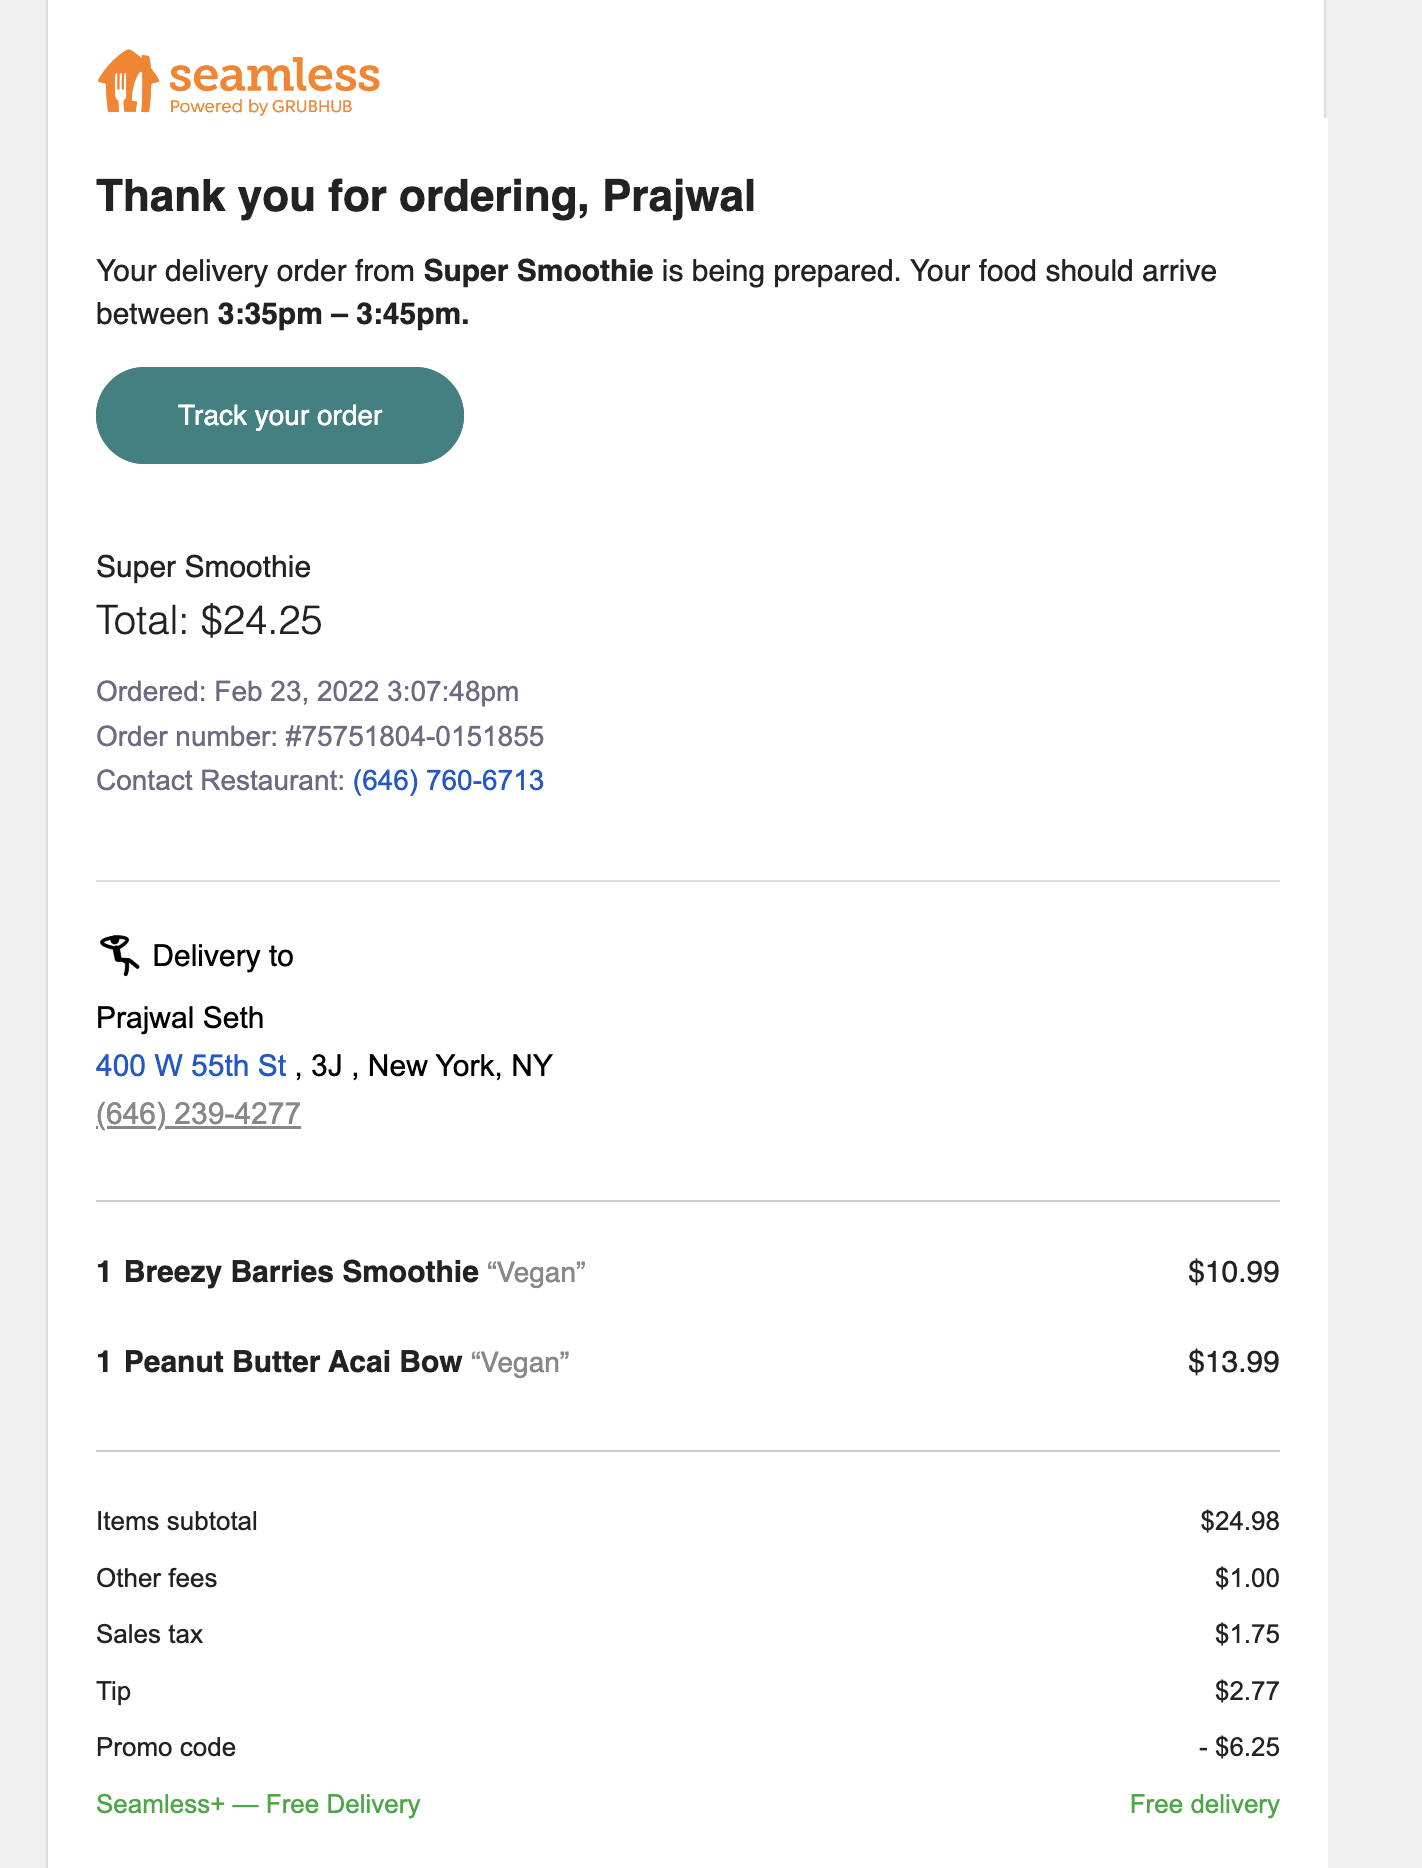 seamless
Powered by GRUBHUB
Thank you for ordering, Prajwal
Your delivery order from Super Smoothie is being prepared. Your food should arrive
between 3:35pm – 3:45pm.
Track your order
Super Smoothie
Total: $24.25
Ordered: Feb 23, 2022 3:07:48pm
Order number: #75751804-0151855
Contact Restaurant: (646) 760-6713
Delivery to
Prajwal Seth
400 W 55th St , 3J , New York, NY
(646) 239-4277
1 Breezy Barries Smoothie “Vegan” $10.99
1 Peanut Butter Acai Bow “Vegan” $13.99
Items subtotal $24.98
Other fees $1.00
Sales tax $1.75
Tip $2.77
Promo code - $6.25
Seamless+ — Free Delivery Free delivery